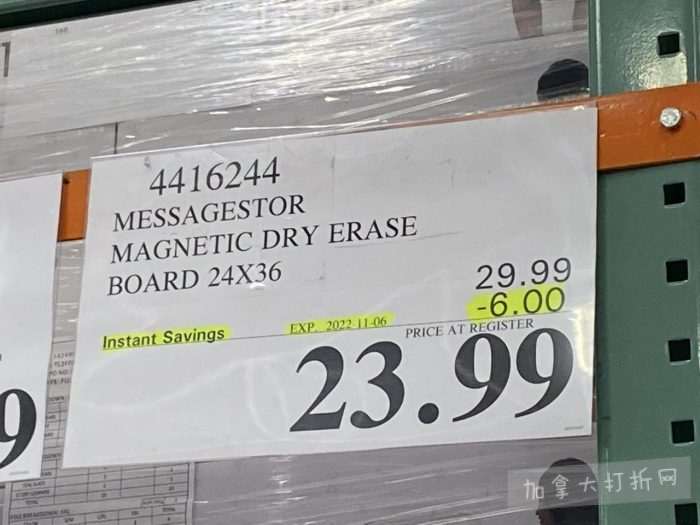 4416244
MESSAGESTOR
MAGNETIC DRY ERASE
BOARD 24X36
29.99
-6.00
Instant Savings EXP. 2022-11-06
PRICE AT REGISTER
23.99
9
加拿大打折网